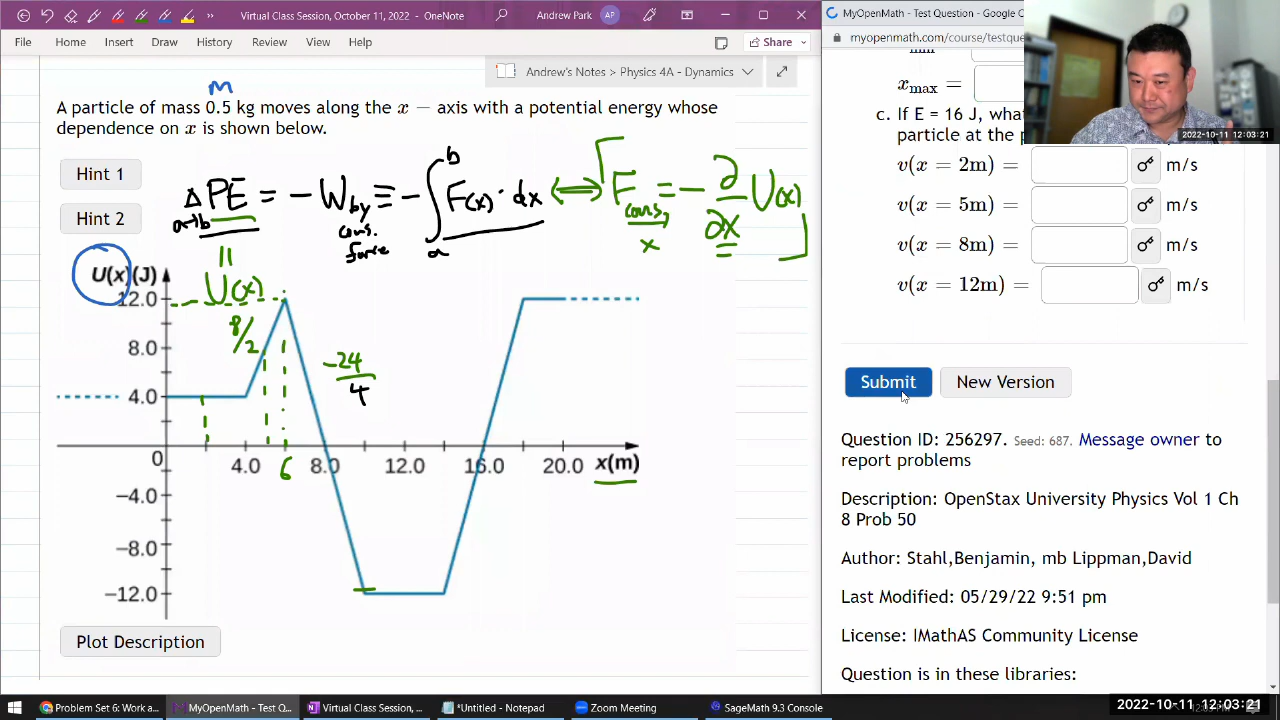 Virtual Class Session, October 11, 2022 - OneNote
Andrew Park
AP
File Home Insert Draw History Review View Help
Share
Andrew's Notes > Physics 4A - Dynamics
m
A particle of mass 0.5 kg moves along the x − axis with a potential energy whose
dependence on x is shown below.
Hint 1
Hint 2
Δ PE = − W by ≡ − ∫ F(x) · dx ⟺ F = − ∂/∂x U(x)
a→b
cons.
force
b
a
cons,
x
U(x)(J)
U(x)
12.0
8/2
8.0
-24/4
4.0
0
4.0 8.0 12.0 16.0 20.0 x(m)
6
−4.0
−8.0
−12.0
Plot Description
MyOpenMath - Test Question - Google C
myopenmath.com/course/testque
x max =
c. If E = 16 J, wha
particle at the p
v(x = 2m) = m/s
v(x = 5m) = m/s
v(x = 8m) = m/s
v(x = 12m) = m/s
Submit
New Version
Question ID: 256297. Seed: 687. Message owner to
report problems
Description: OpenStax University Physics Vol 1 Ch
8 Prob 50
Author: Stahl,Benjamin, mb Lippman,David
Last Modified: 05/29/22 9:51 pm
License: IMathAS Community License
Question is in these libraries:
2022-10-11 12:03:21
Problem Set 6: Work a...
MyOpenMath - Test Q...
Virtual Class Session, ...
*Untitled - Notepad
Zoom Meeting
SageMath 9.3 Console
2022-10-11 12:03:21